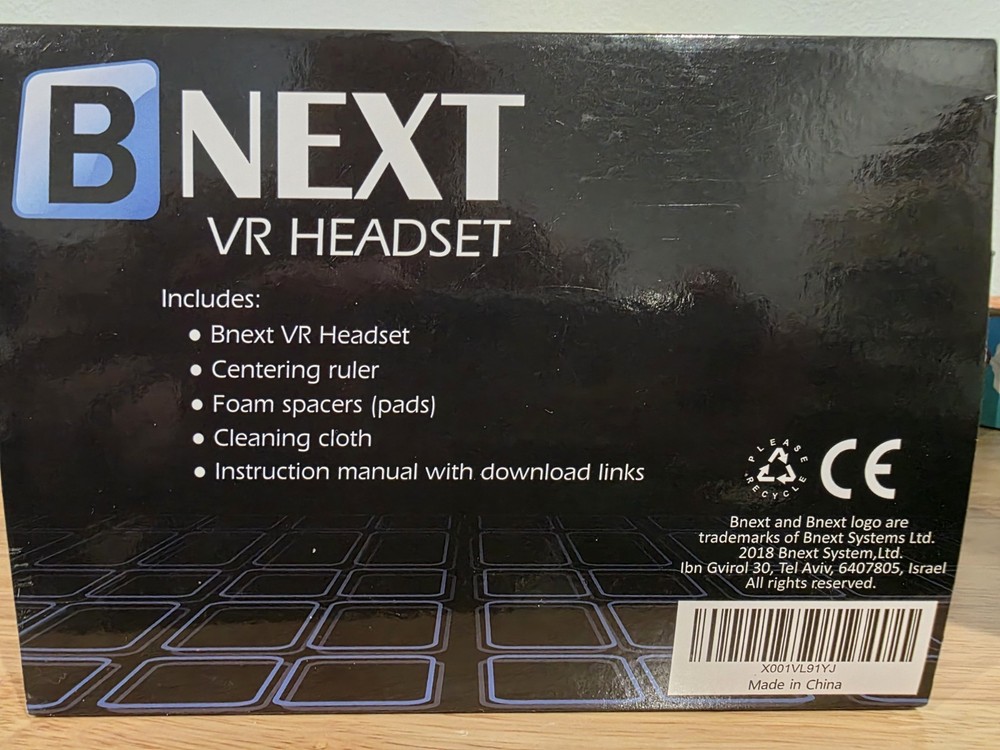 BNEXT
VR HEADSET
Includes:
• Bnext VR Headset
• Centering ruler
• Foam spacers (pads)
• Cleaning cloth
• Instruction manual with download links
PLEASE
RECYCLE
CE
Bnext and Bnext logo are
trademarks of Bnext Systems Ltd.
2018 Bnext System,Ltd.
Ibn Gvirol 30, Tel Aviv, 6407805, Israel
All rights reserved.
X001VL91YJ
Made in China